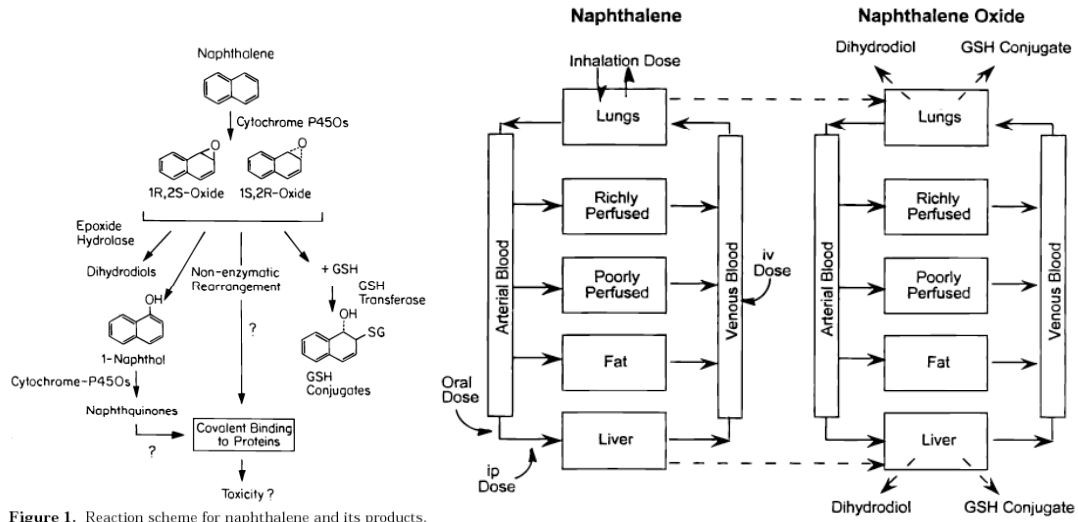 Naphthalene
Cytochrome P450s
O
O
1R,2S-Oxide
1S,2R-Oxide
Epoxide
Hydrolase
Dihydrodiols
Non-enzymatic
Rearrangement
+ GSH
GSH
Transferase
OH
1-Naphthol
?
OH
SG
GSH
Conjugates
Cytochrome-P450s
Naphthquinones
?
Covalent Binding
to Proteins
Toxicity ?
Figure 1. Reaction scheme for naphthalene and its products.
Naphthalene
Inhalation Dose
Lungs
Richly
Perfused
Poorly
Perfused
Fat
Liver
Arterial Blood
Venous Blood
iv
Dose
Oral
Dose
ip
Dose
Naphthalene Oxide
Dihydrodiol
GSH Conjugate
Lungs
Richly
Perfused
Poorly
Perfused
Fat
Liver
Arterial Blood
Venous Blood
Dihydrodiol
GSH Conjugate